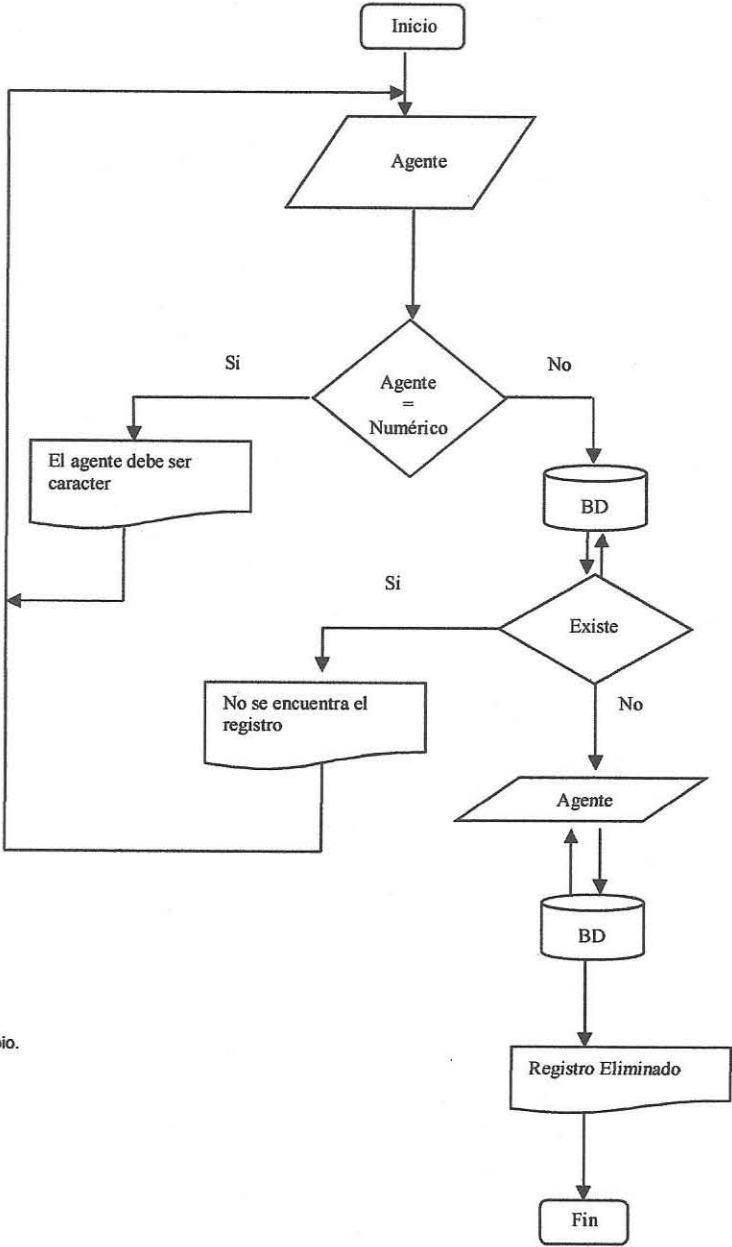 Inicio
Agente
Si
No
Agente
=
Numérico
El agente debe ser
caracter
BD
Si
Existe
No se encuentra el
registro
No
Agente
BD
Registro Eliminado
Fin